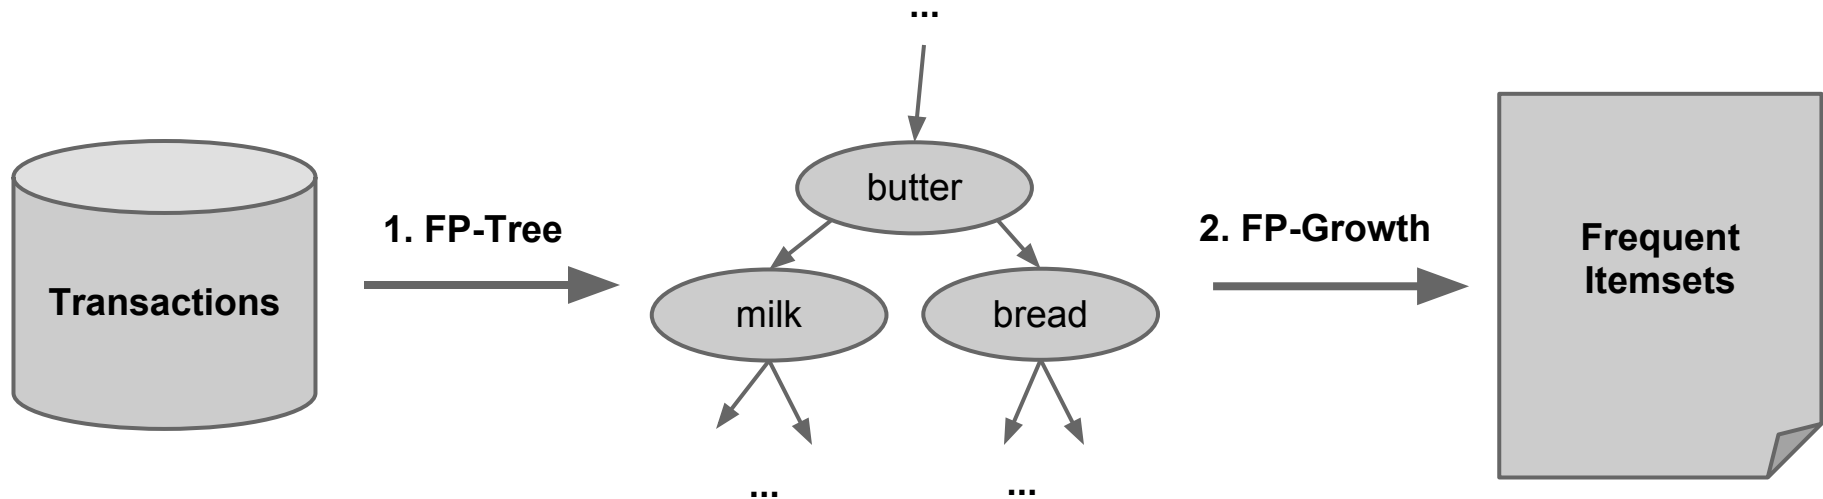 ...
butter
1. FP-Tree
2. FP-Growth
Frequent
Itemsets
Transactions
milk
bread
...
...